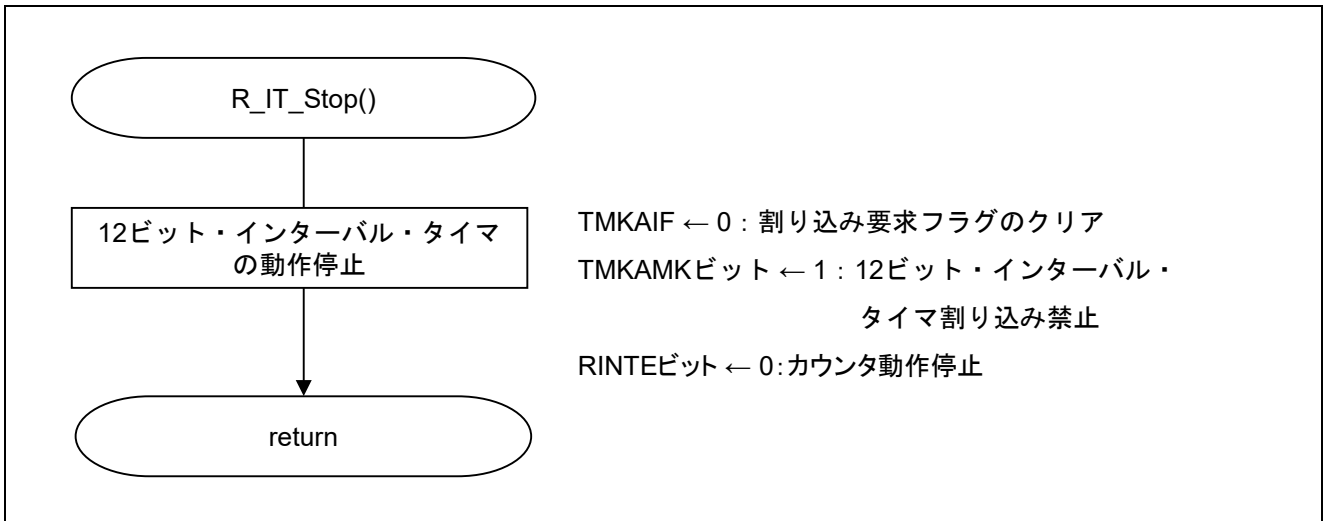 R_IT_Stop()
12ビット・インターバル・タイマ
の動作停止
TMKAIF ← 0：割り込み要求フラグのクリア
TMKAMKビット ← 1：12ビット・インターバル・
タイマ割り込み禁止
RINTEビット ← 0：カウンタ動作停止
return